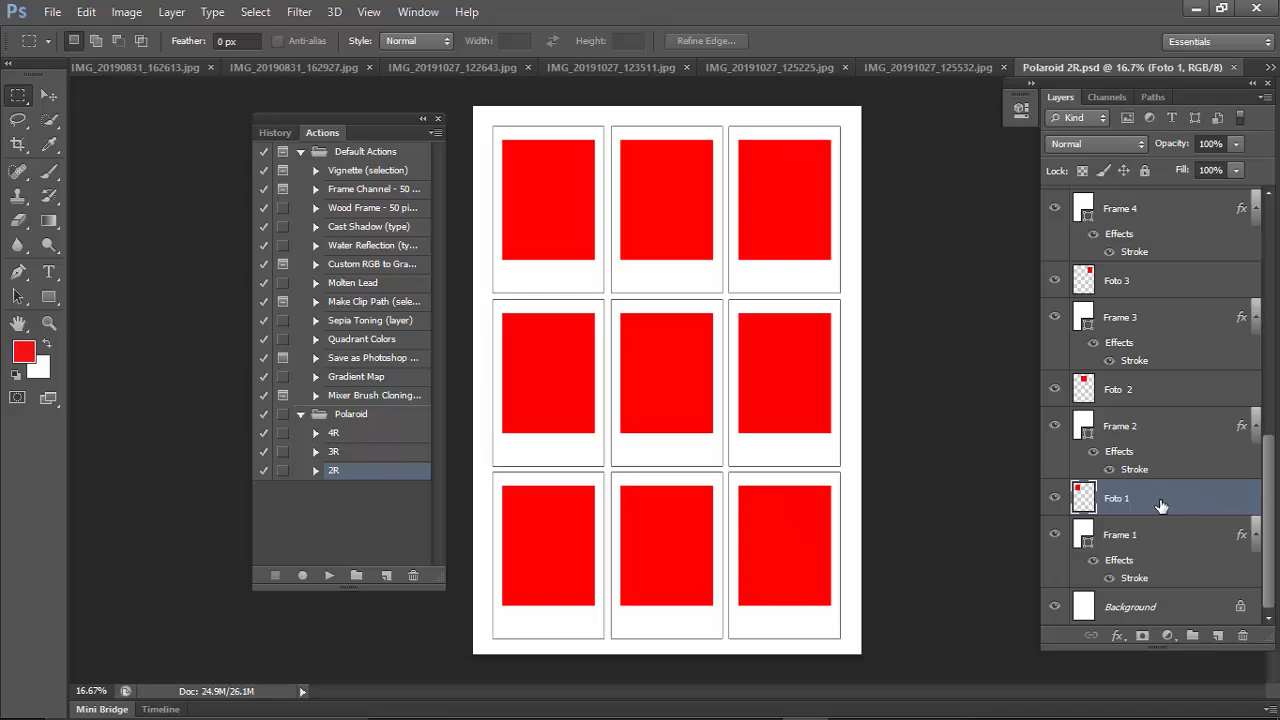 Ps File Edit Image Layer Type Select Filter 3D View Window Help
Feather: 0 px Anti-alias Style: Normal Width: Height: Refine Edge... Essentials
IMG_20190831_162613.jpg × IMG_20190831_162927.jpg × IMG_20191027_122643.jpg × IMG_20191027_123511.jpg × IMG_20191027_125225.jpg × IMG_20191027_125532.jpg × Polaroid 2R.psd @ 16.7% (Foto 1, RGB/8) ×
History Actions
Default Actions
Vignette (selection)
Frame Channel - 50 ...
Wood Frame - 50 pi...
Cast Shadow (type)
Water Reflection (ty...
Custom RGB to Gra...
Molten Lead
Make Clip Path (sele...
Sepia Toning (layer)
Quadrant Colors
Save as Photoshop ...
Gradient Map
Mixer Brush Cloning...
Polaroid
4R
3R
2R
Layers Channels Paths
Kind
Normal Opacity: 100%
Lock: Fill: 100%
Frame 4 fx
Effects
Stroke
Foto 3
Frame 3 fx
Effects
Stroke
Foto 2
Frame 2 fx
Effects
Stroke
Foto 1
Frame 1 fx
Effects
Stroke
Background
fx
16.67% Doc: 24.9M/26.1M
Mini Bridge Timeline